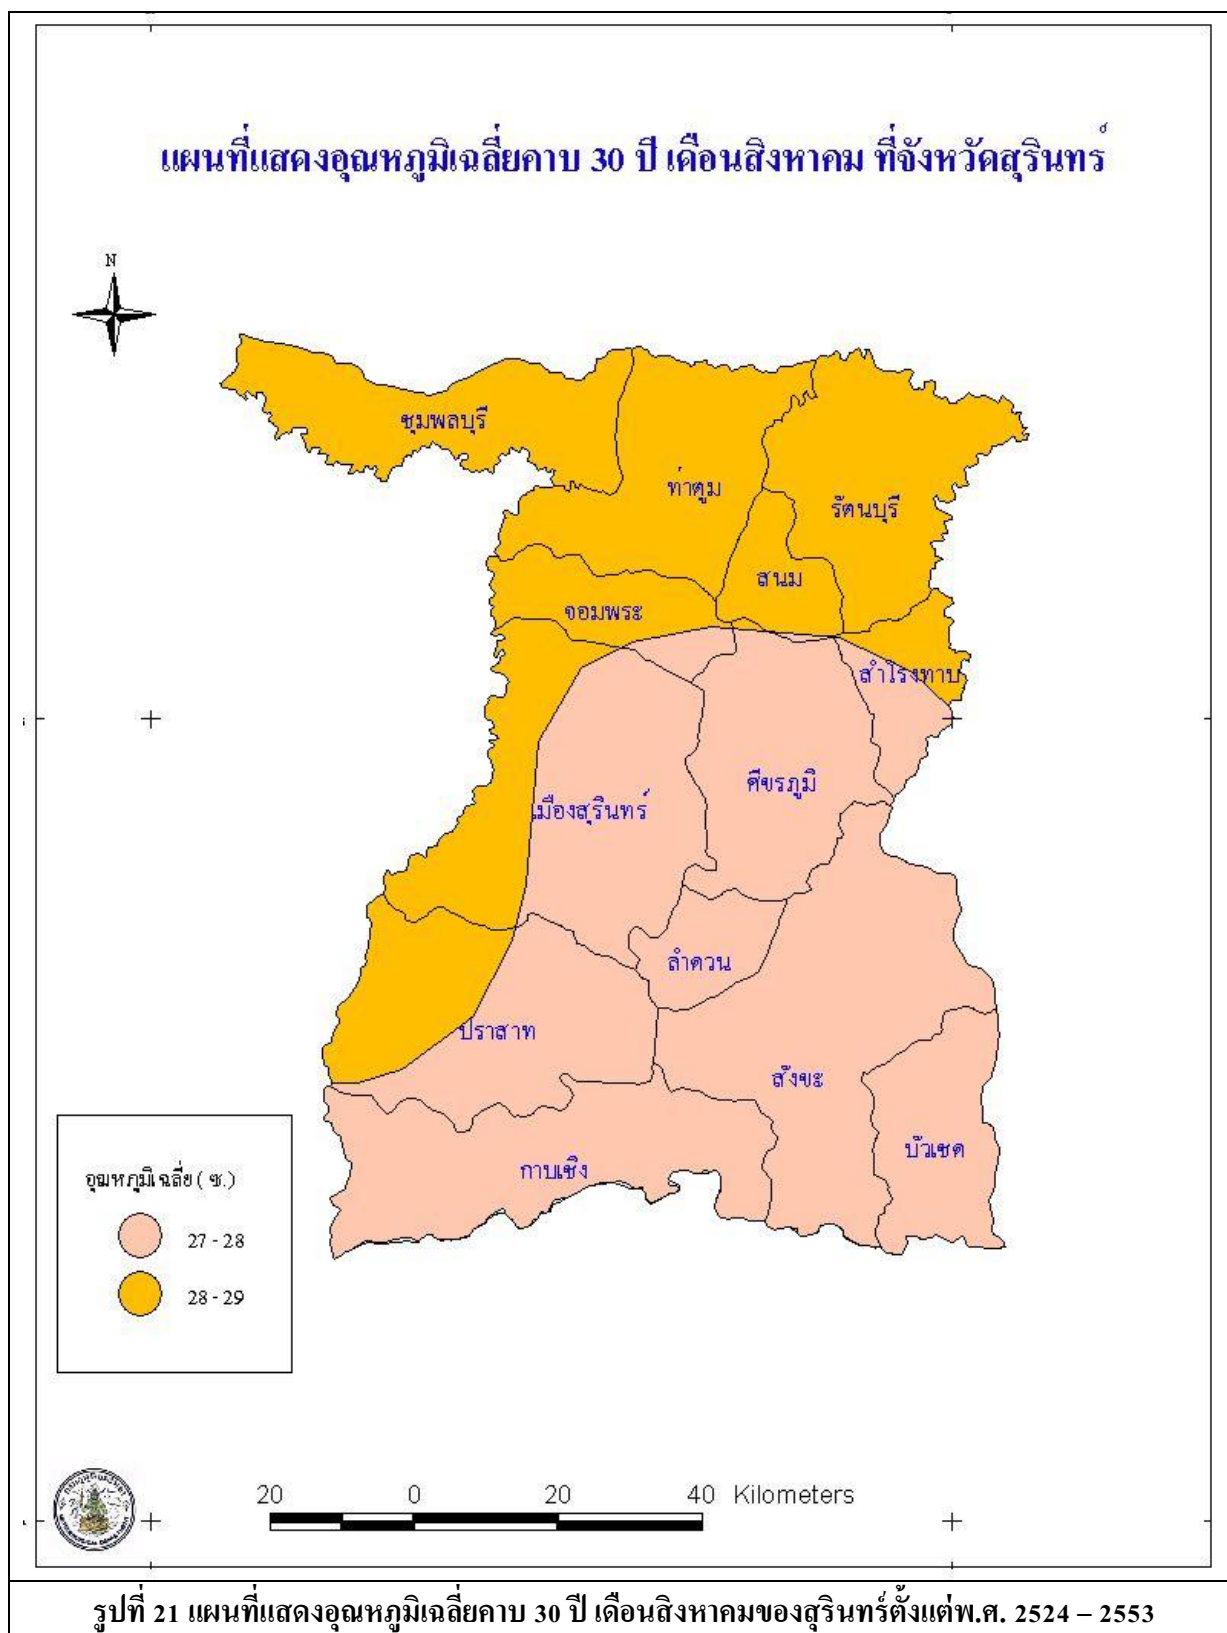 แผนที่แสดงอุณหภูมิเฉลี่ยคาบ 30 ปี เดือนสิงหาคม ที่จังหวัดสุรินทร์
N
ชุมพลบุรี
ท่าตูม
รัตนบุรี
สนม
จอมพระ
สำโรงทาบ
ศีขรภูมิ
เมืองสุรินทร์
ลำดวน
ปราสาท
สังขะ
บัวเชด
กาบเชิง
อุณหภูมิเฉลี่ย ( ซ.)
27 - 28
28 - 29
20 0 20 40 Kilometers
รูปที่ 21 แผนที่แสดงอุณหภูมิเฉลี่ยคาบ 30 ปี เดือนสิงหาคมของสุรินทร์ตั้งแต่พ.ศ. 2524 – 2553